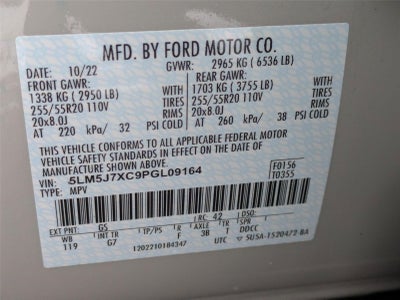 MFD. BY FORD MOTOR CO.
DATE: 10/22 GVWR: 2965 KG ( 6536 LB)
FRONT GAWR: REAR GAWR:
1338 KG ( 2950 LB) WITH 1703 KG ( 3755 LB) WITH
255/55R20 110V TIRES 255/55R20 110V TIRES
20x8.0J RIMS 20x8.0J RIMS
AT 220 kPa/ 32 PSI COLD AT 260 kPa/ 38 PSI COLD
THIS VEHICLE CONFORMS TO ALL APPLICABLE FEDERAL MOTOR
VEHICLE SAFETY AND THEFT PREVENTION STANDARDS IN EFFECT ON THE DATE OF
MANUFACTURE SHOWN ABOVE.
VIN: 5LM5J7XC9PGL09164 F0156
TYPE: MPV T0355
EXT PNT: G5 RC: 42 DSO:
WB INT TR TP/PS R AX TR SPR
119 G7 F 38 1 DDCC
1202210184347 UTC 5USA-1520472-BA